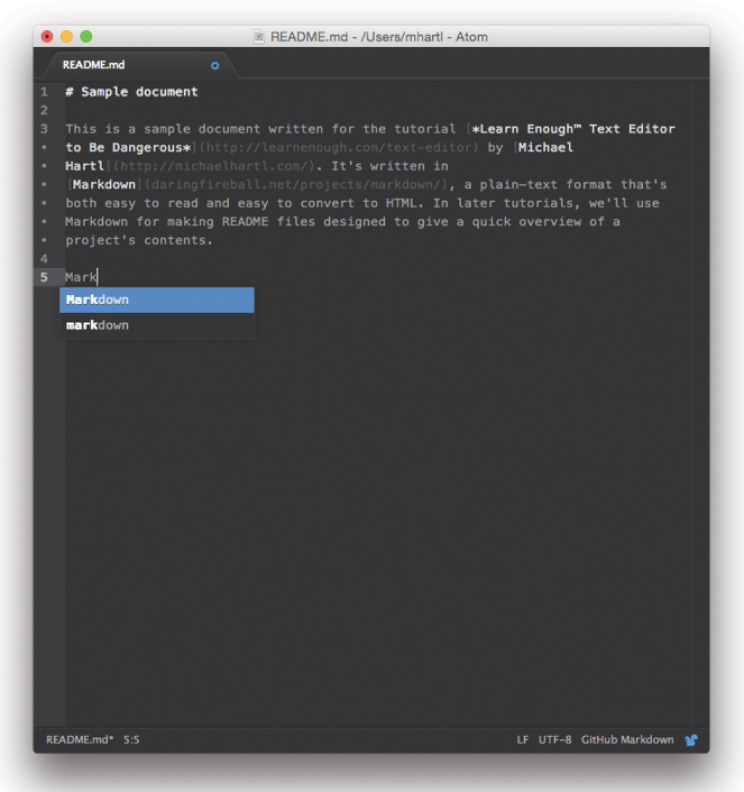 README.md - /Users/mhartl - Atom
README.md
1 # Sample document
2
3 This is a sample document written for the tutorial [*Learn Enough™ Text Editor
• to Be Dangerous*](http://learnenough.com/text-editor) by [Michael
• Hartl](http://michaelhartl.com/). It's written in
• [Markdown](daringfireball.net/projects/markdown/), a plain-text format that's
• both easy to read and easy to convert to HTML. In later tutorials, we'll use
• Markdown for making README files designed to give a quick overview of a
• project's contents.
4
5 Mark
Markdown
markdown
README.md* 5:5 LF UTF-8 GitHub Markdown